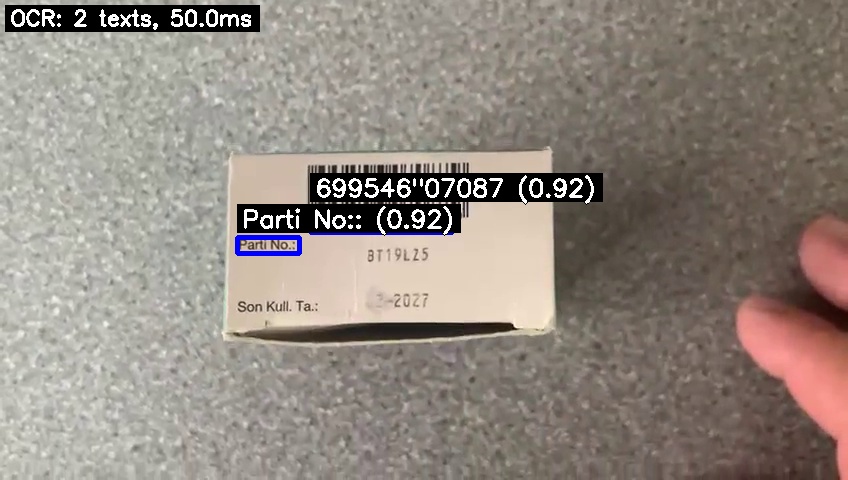 OCR: 2 texts, 50.0ms
699546"07087 (0.92)
Parti No:: (0.92)
Parti No.:
BT19L25
Son Kull. Ta.:
-2027